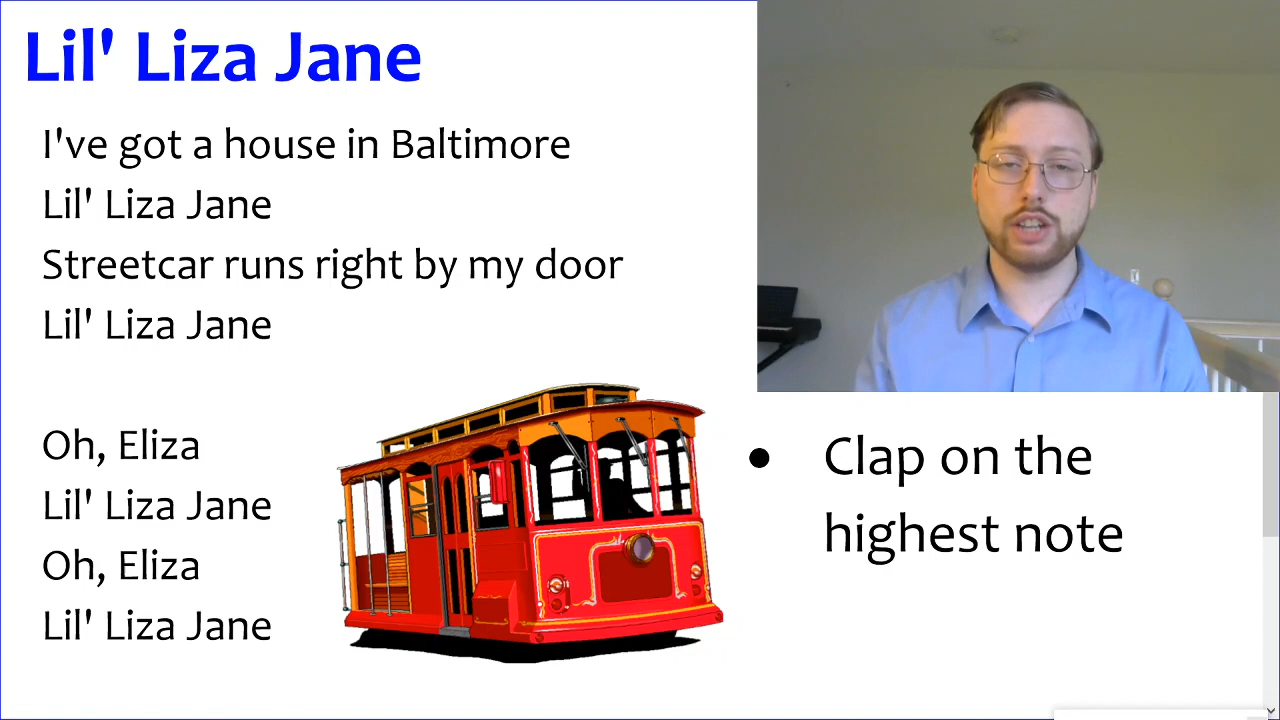 Lil' Liza Jane
I've got a house in Baltimore
Lil' Liza Jane
Streetcar runs right by my door
Lil' Liza Jane
Oh, Eliza
Lil' Liza Jane
Oh, Eliza
Lil' Liza Jane
● Clap on the
highest note